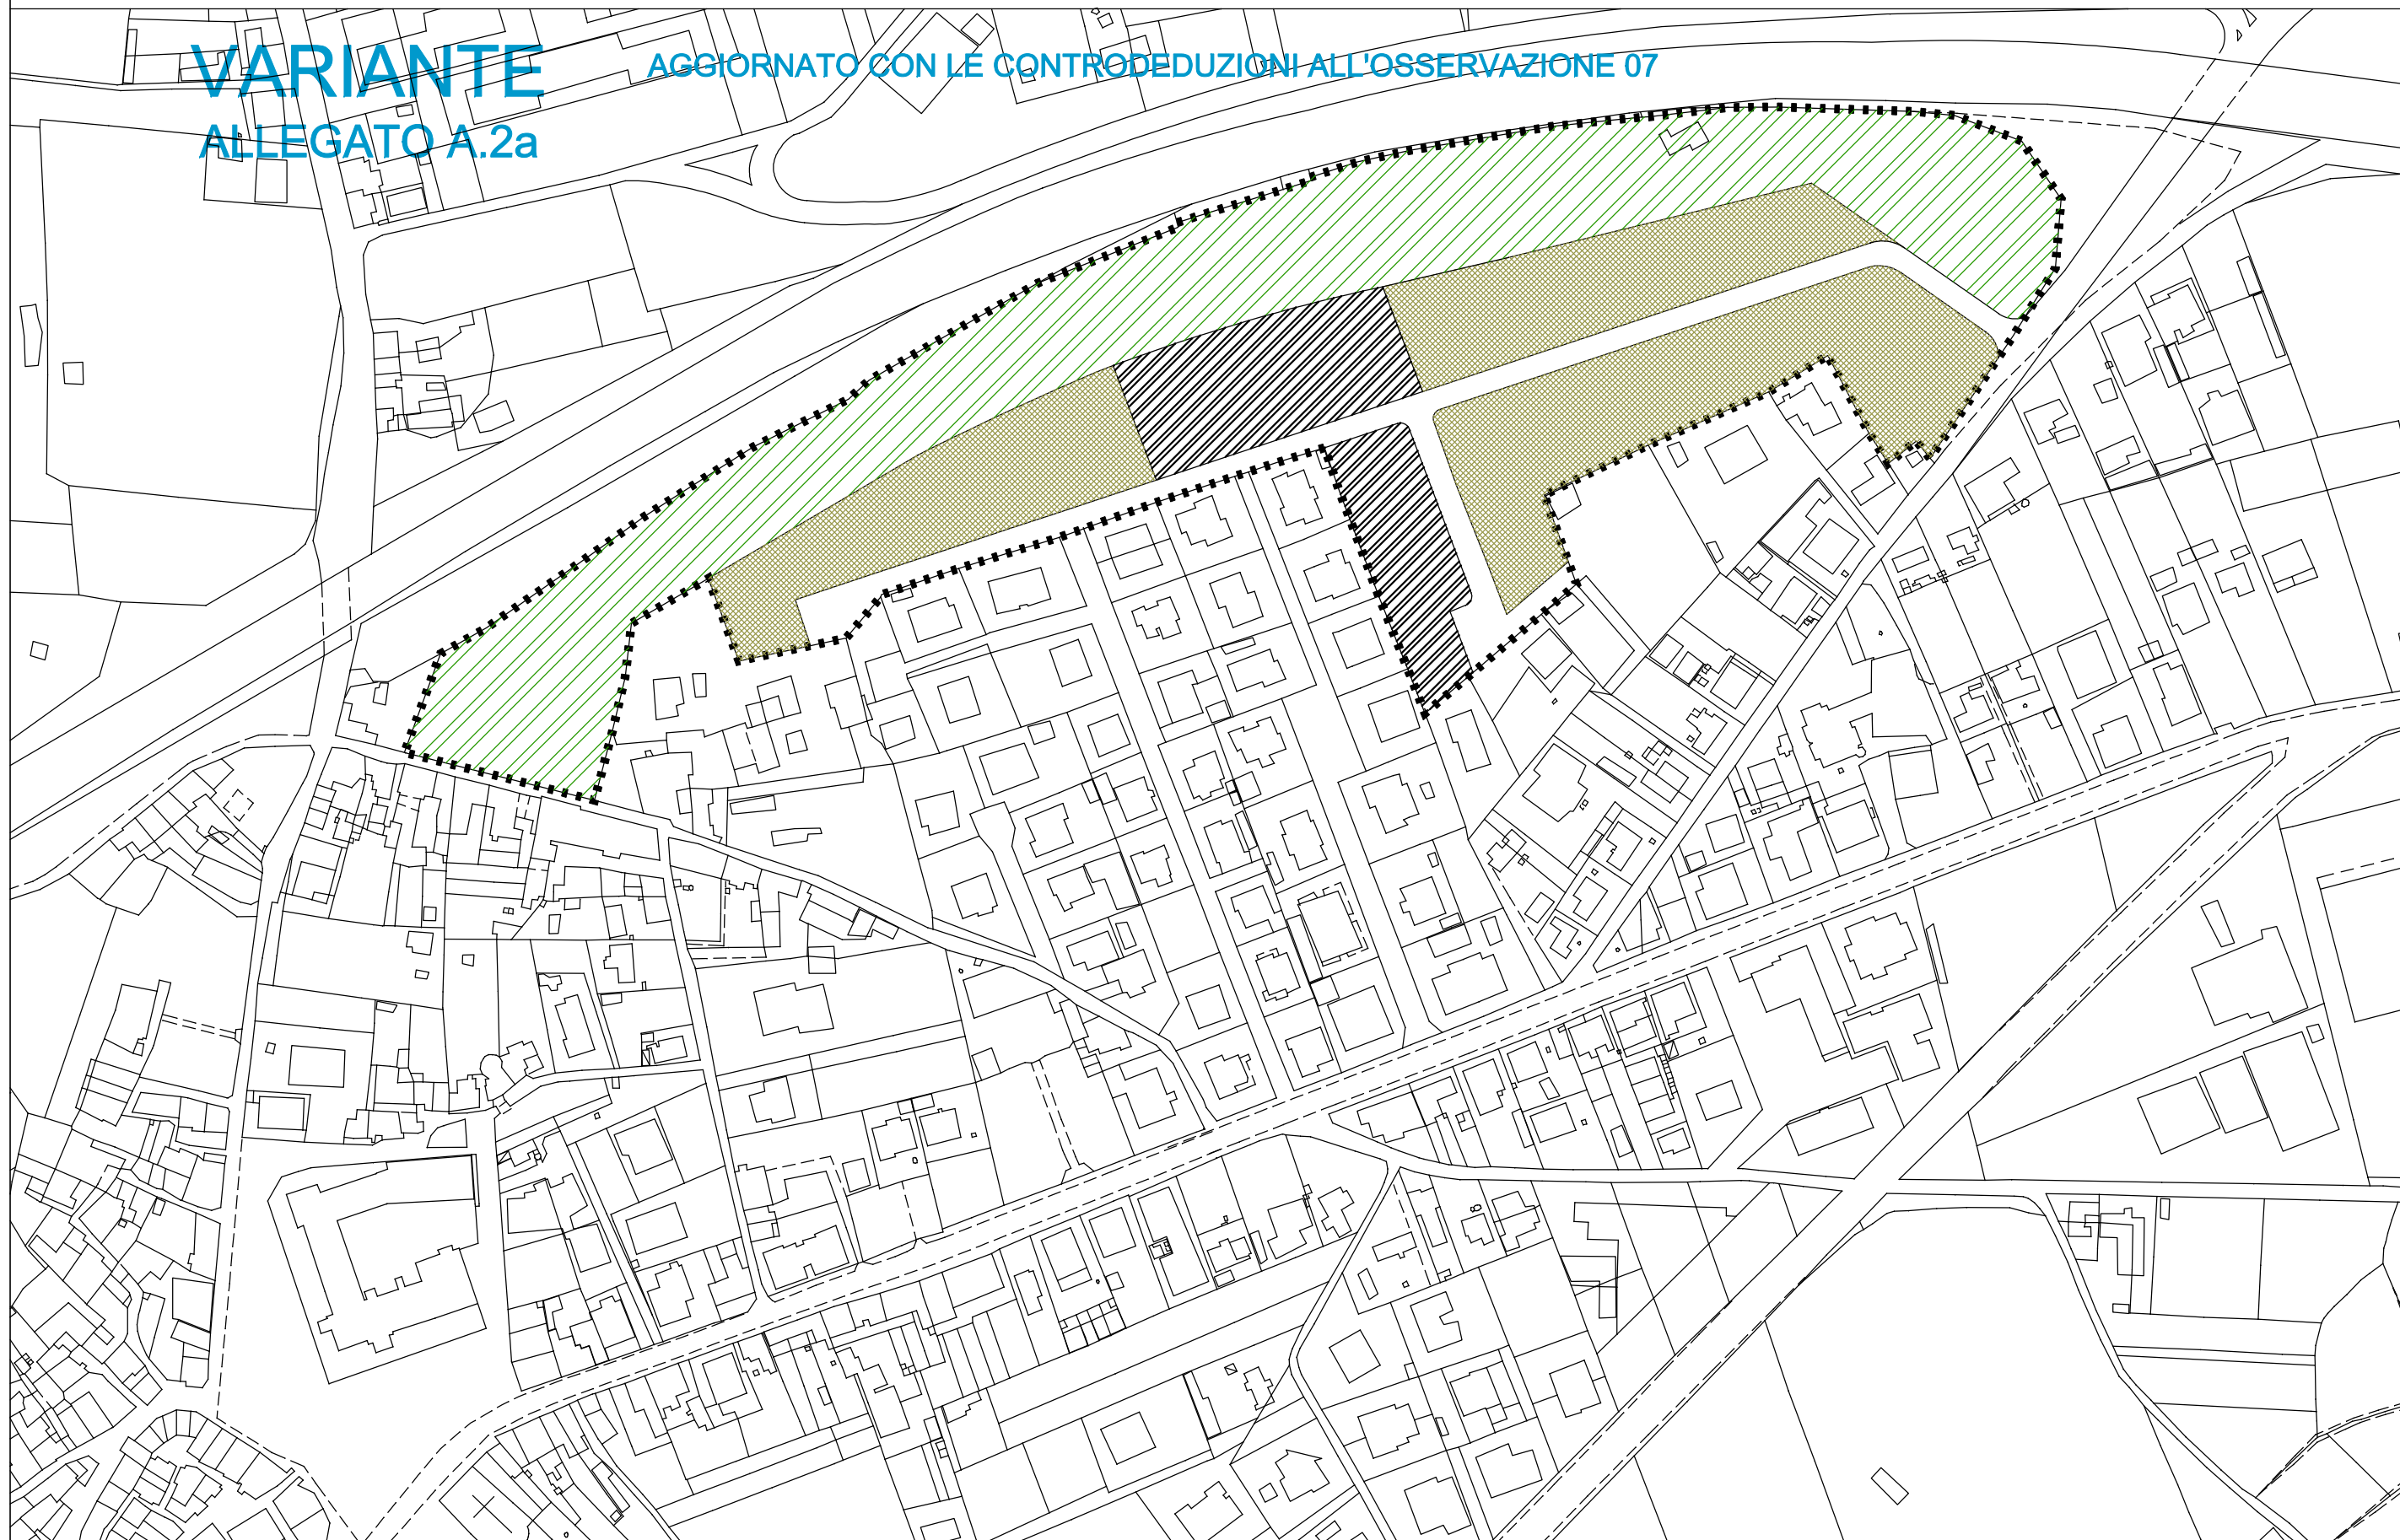 VARIANTE
AGGIORNATO CON LE CONTRODEDUZIONI ALL'OSSERVAZIONE 07
ALLEGATO A.2a